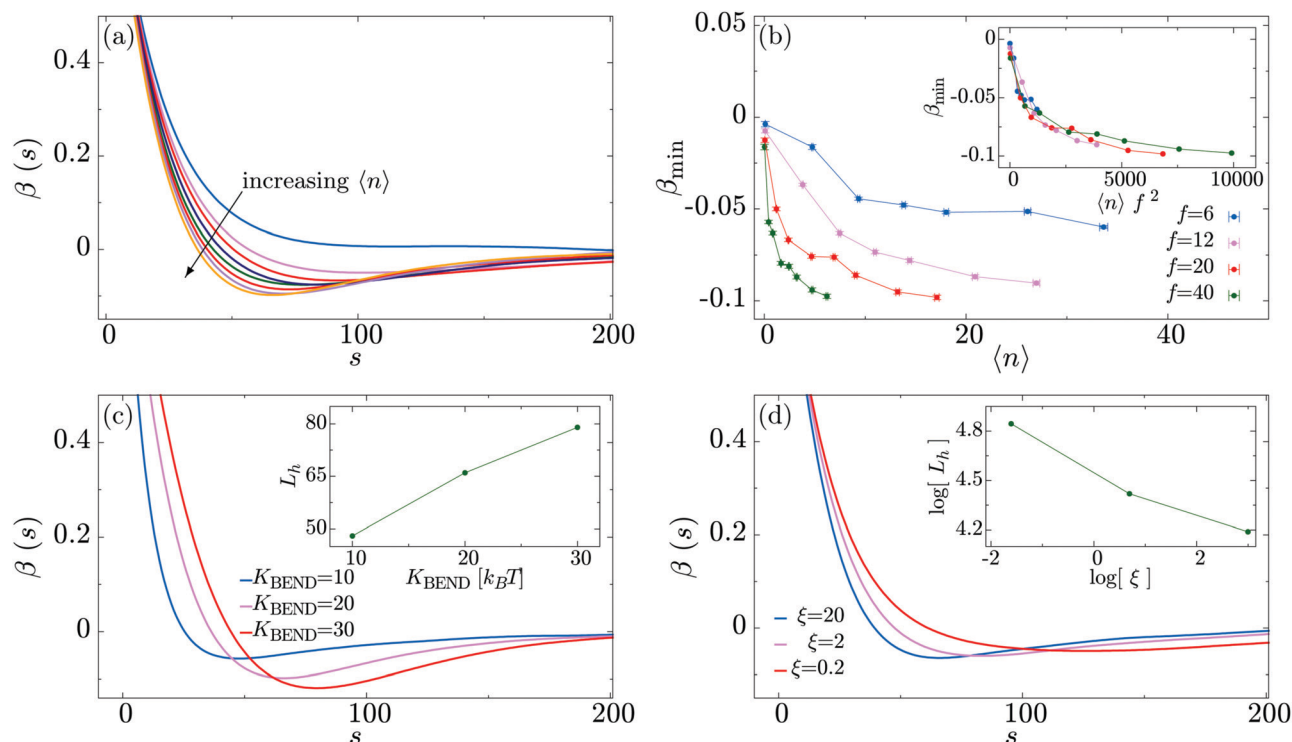 (a)
0.4
0.2
0
β (s)
increasing ⟨n⟩
0
100
200
s
(b)
0.05
0
-0.05
-0.1
β_min
0
20
40
⟨n⟩
0
-0.05
-0.1
β_min
0
5000
10000
⟨n⟩ f ²
f=6
f=12
f=20
f=40
(c)
0.4
0.2
0
β (s)
80
65
50
L_h
10
20
30
K_BEND [k_BT]
K_BEND=10
K_BEND=20
K_BEND=30
0
100
200
s
(d)
0.4
0.2
0
β (s)
4.8
4.5
4.2
log[ L_h ]
-2
0
2
log[ ξ ]
ξ=20
ξ=2
ξ=0.2
0
100
200
s